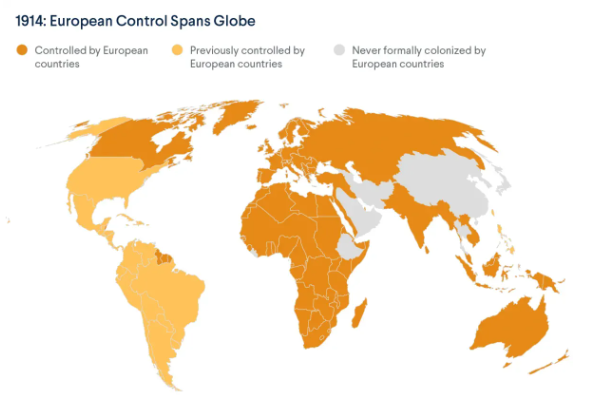 1914: European Control Spans Globe
Controlled by European
countries
Previously controlled by
European countries
Never formally colonized by
European countries